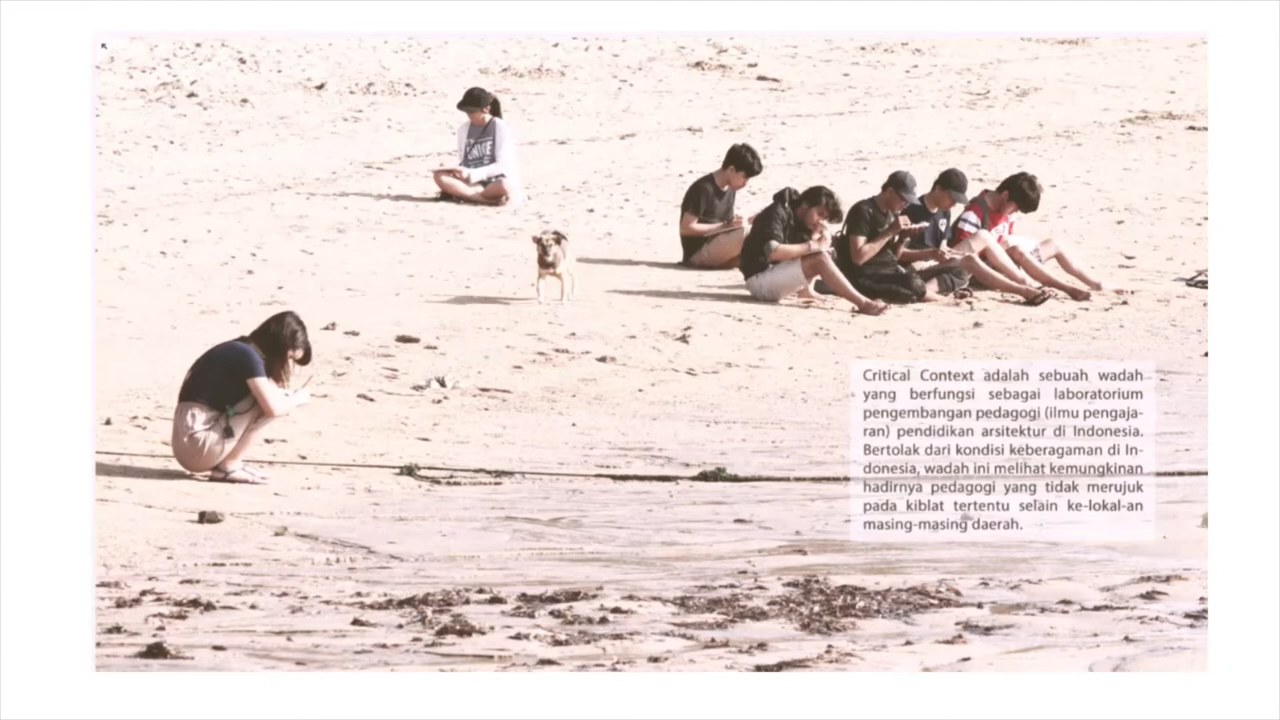 Critical Context adalah sebuah wadah
yang berfungsi sebagai laboratorium
pengembangan pedagogi (ilmu pengaja-
ran) pendidikan arsitektur di Indonesia.
Bertolak dari kondisi keberagaman di In-
donesia, wadah ini melihat kemungkinan
hadirnya pedagogi yang tidak merujuk
pada kiblat tertentu selain ke-lokal-an
masing-masing daerah.